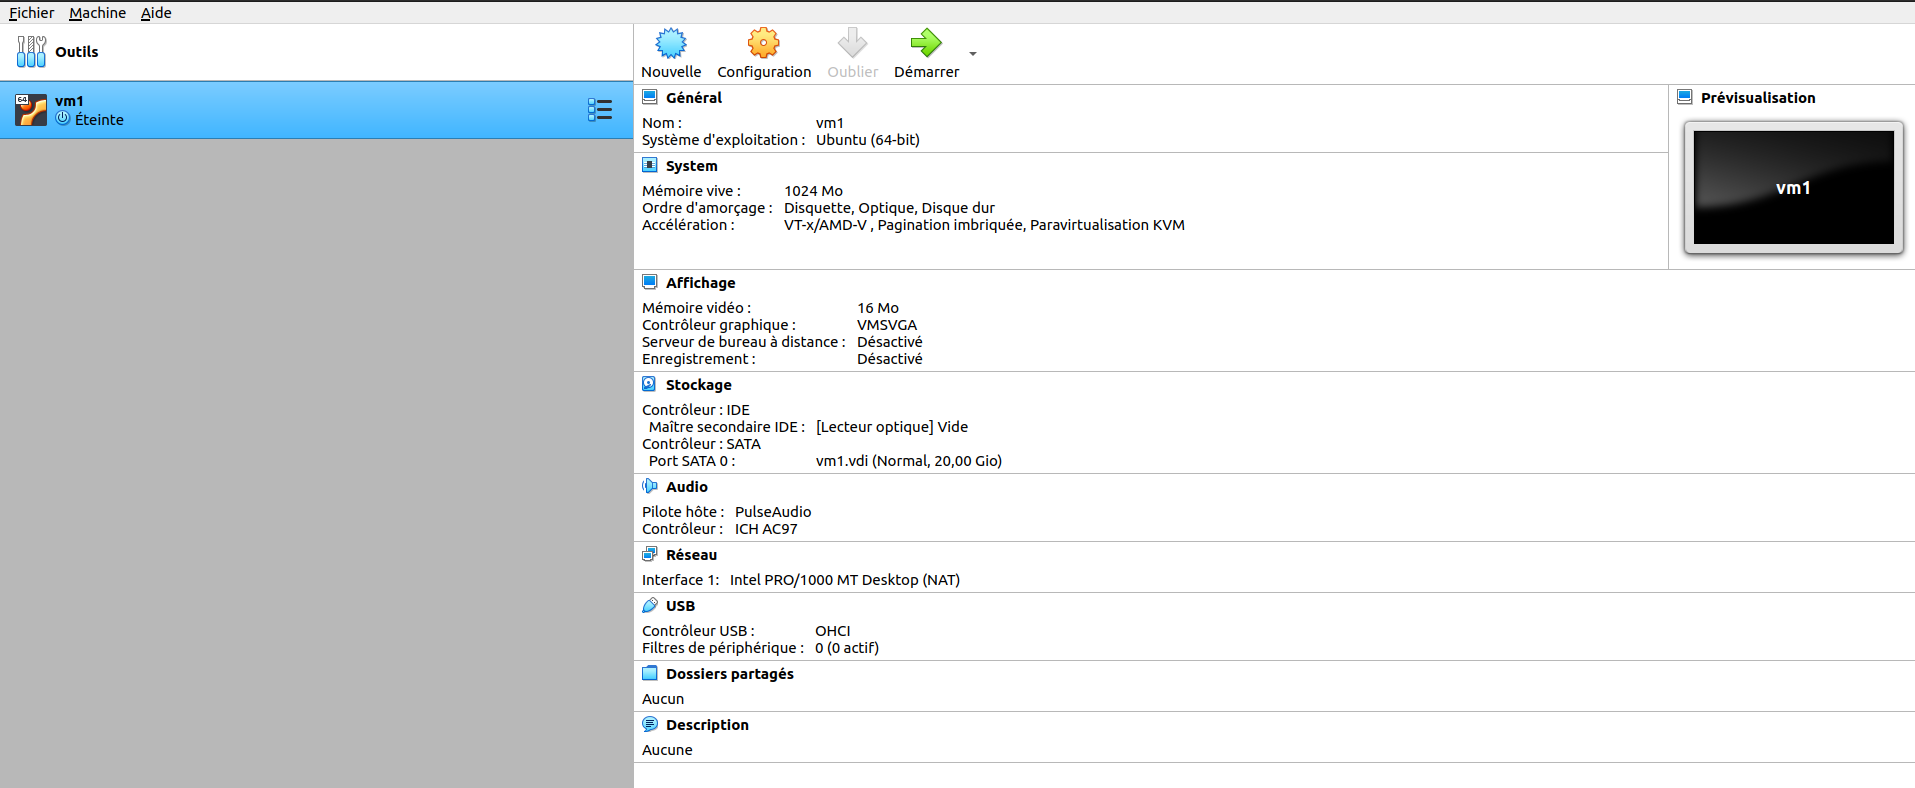 Fichier Machine Aide
Outils
Nouvelle Configuration Oublier Démarrer
64 vm1
Éteinte
Général
Nom : vm1
Système d'exploitation : Ubuntu (64-bit)
System
Mémoire vive : 1024 Mo
Ordre d'amorçage : Disquette, Optique, Disque dur
Accélération : VT-x/AMD-V , Pagination imbriquée, Paravirtualisation KVM
Prévisualisation
vm1
Affichage
Mémoire vidéo : 16 Mo
Contrôleur graphique : VMSVGA
Serveur de bureau à distance : Désactivé
Enregistrement : Désactivé
Stockage
Contrôleur : IDE
Maître secondaire IDE : [Lecteur optique] Vide
Contrôleur : SATA
Port SATA 0 : vm1.vdi (Normal, 20,00 Gio)
Audio
Pilote hôte : PulseAudio
Contrôleur : ICH AC97
Réseau
Interface 1: Intel PRO/1000 MT Desktop (NAT)
USB
Contrôleur USB : OHCI
Filtres de périphérique : 0 (0 actif)
Dossiers partagés
Aucun
Description
Aucune